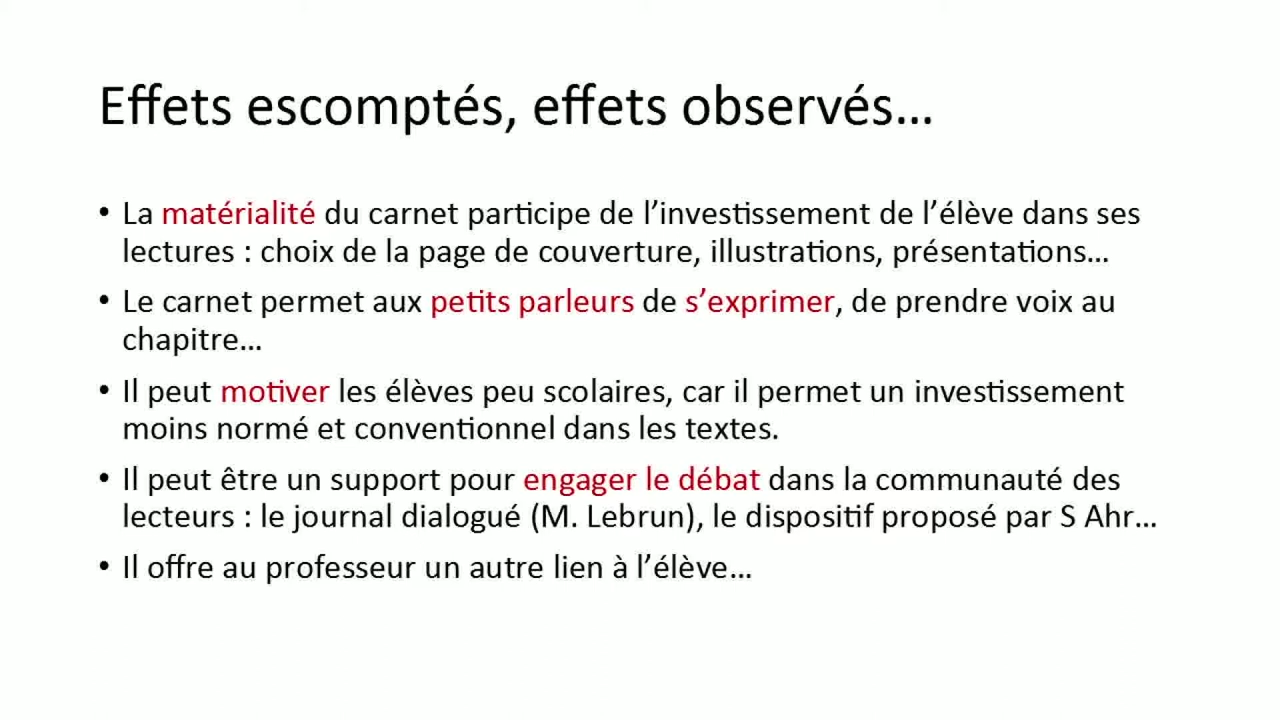 Effets escomptés, effets observés…
• La matérialité du carnet participe de l’investissement de l’élève dans ses
lectures : choix de la page de couverture, illustrations, présentations…
• Le carnet permet aux petits parleurs de s’exprimer, de prendre voix au
chapitre…
• Il peut motiver les élèves peu scolaires, car il permet un investissement
moins normé et conventionnel dans les textes.
• Il peut être un support pour engager le débat dans la communauté des
lecteurs : le journal dialogué (M. Lebrun), le dispositif proposé par S Ahr…
• Il offre au professeur un autre lien à l’élève…